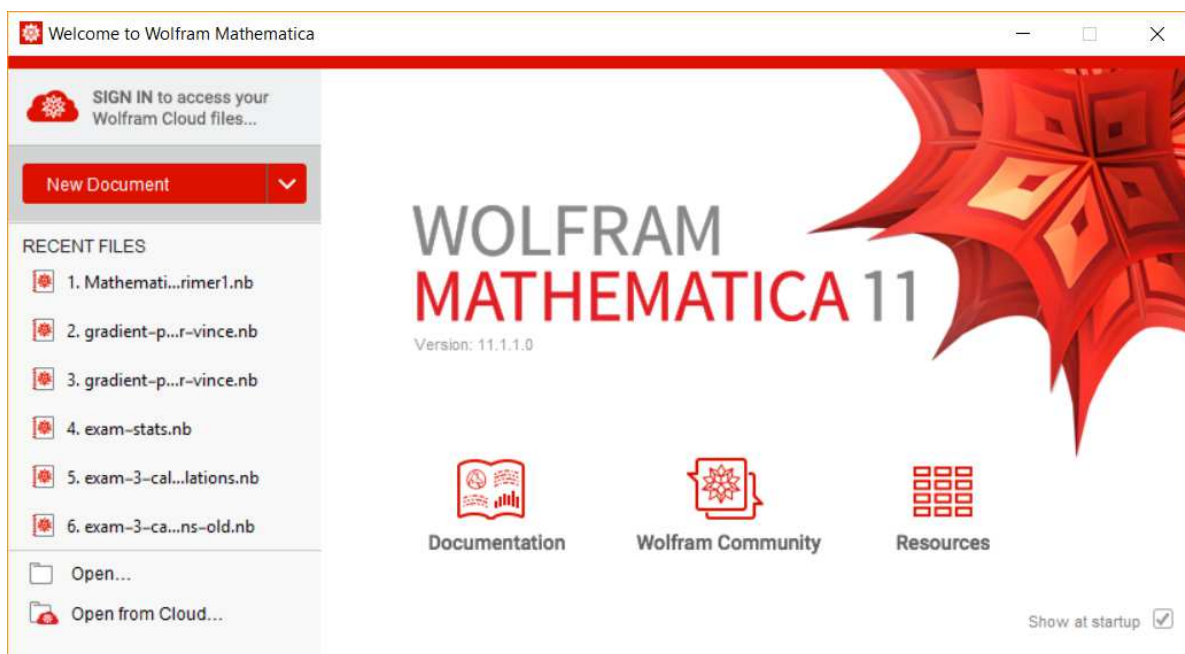 Welcome to Wolfram Mathematica
SIGN IN to access your
Wolfram Cloud files...
New Document
RECENT FILES
1. Mathemati...rimer1.nb
2. gradient-p...r-vince.nb
3. gradient-p...r-vince.nb
4. exam-stats.nb
5. exam-3-cal...lations.nb
6. exam-3-ca...ns-old.nb
Open...
Open from Cloud...
WOLFRAM
MATHEMATICA 11
Version: 11.1.1.0
Documentation
Wolfram Community
Resources
Show at startup